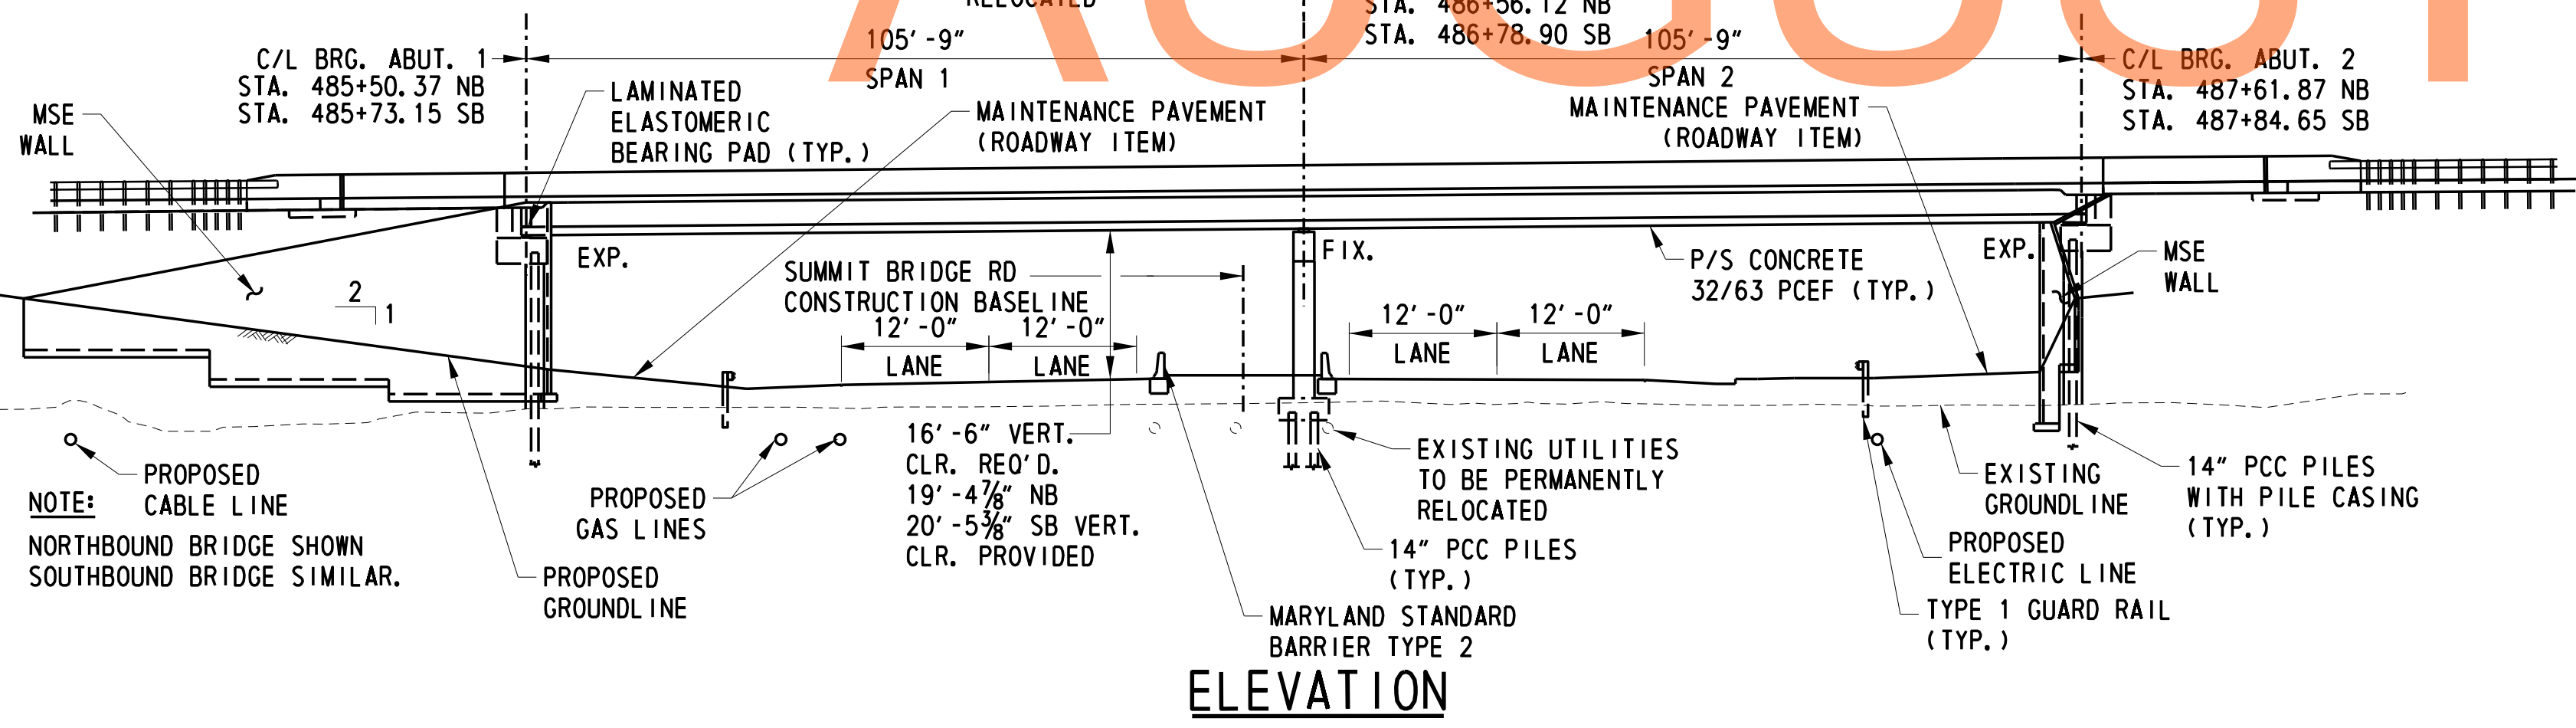 RELOCATED
STA. 486+56.12 NB
STA. 486+78.90 SB
AUGUST
105'-9"
SPAN 1
105'-9"
SPAN 2
C/L BRG. ABUT. 1
STA. 485+50.37 NB
STA. 485+73.15 SB
C/L BRG. ABUT. 2
STA. 487+61.87 NB
STA. 487+84.65 SB
MSE
WALL
LAMINATED
ELASTOMERIC
BEARING PAD (TYP.)
MAINTENANCE PAVEMENT
(ROADWAY ITEM)
MAINTENANCE PAVEMENT
(ROADWAY ITEM)
EXP.
FIX.
EXP.
MSE
WALL
2
1
SUMMIT BRIDGE RD
CONSTRUCTION BASELINE
P/S CONCRETE
32/63 PCEF (TYP.)
12'-0"
LANE
12'-0"
LANE
12'-0"
LANE
12'-0"
LANE
PROPOSED
CABLE LINE
NOTE:
NORTHBOUND BRIDGE SHOWN
SOUTHBOUND BRIDGE SIMILAR.
PROPOSED
GROUNDLINE
PROPOSED
GAS LINES
16'-6" VERT.
CLR. REQ'D.
19'-4⅞" NB
20'-5⅜" SB VERT.
CLR. PROVIDED
EXISTING UTILITIES
TO BE PERMANENTLY
RELOCATED
14" PCC PILES
(TYP.)
MARYLAND STANDARD
BARRIER TYPE 2
EXISTING
GROUNDLINE
PROPOSED
ELECTRIC LINE
TYPE 1 GUARD RAIL
(TYP.)
14" PCC PILES
WITH PILE CASING
(TYP.)
ELEVATION